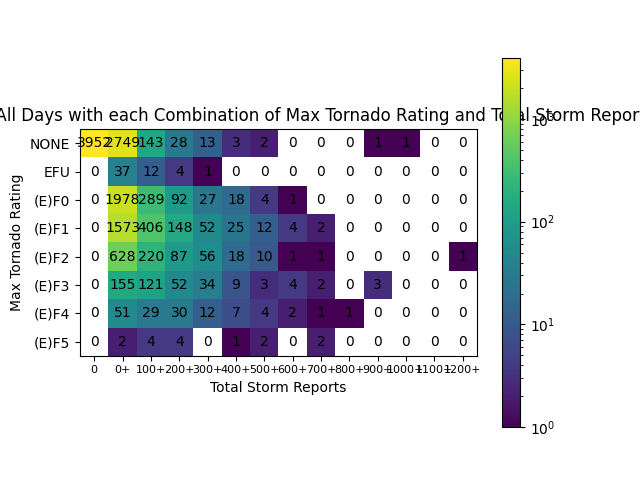 All Days with each Combination of Max Tornado Rating and Total Storm Repor
NONE 3952 2749 143 28 13 3 2 0 0 0 1 1 0 0
EFU 0 37 12 4 1 0 0 0 0 0 0 0 0 0
(E)F0 0 1978 289 92 27 18 4 1 0 0 0 0 0 0
(E)F1 0 1573 406 148 52 25 12 4 2 0 0 0 0 0
(E)F2 0 628 220 87 56 18 10 1 1 0 0 0 0 1
(E)F3 0 155 121 52 34 9 3 4 2 0 3 0 0 0
(E)F4 0 51 29 30 12 7 4 2 1 1 0 0 0 0
(E)F5 0 2 4 4 0 1 2 0 2 0 0 0 0 0
0 0+ 100+ 200+ 300+ 400+ 500+ 600+ 700+ 800+ 900+ 1000+ 1100+ 1200+
Total Storm Reports
Max Tornado Rating
10³
10²
10¹
10⁰